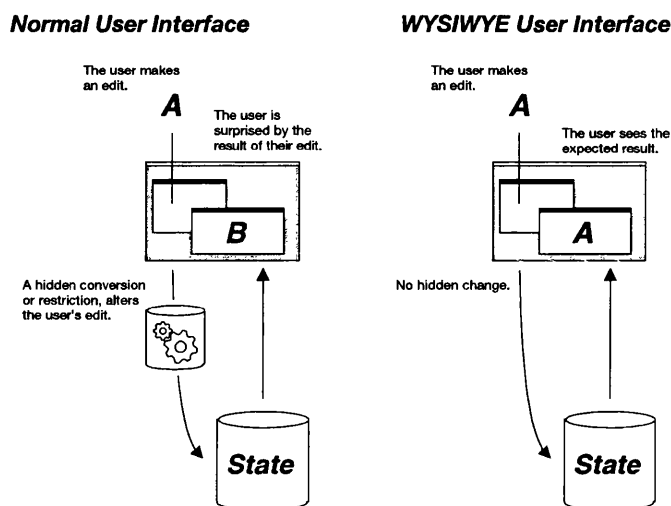 Normal User Interface
The user makes
an edit.
A
The user is
surprised by the
result of their edit.
B
A hidden conversion
or restriction, alters
the user's edit.
State
WYSIWYE User Interface
The user makes
an edit.
A
The user sees the
expected result.
A
No hidden change.
State